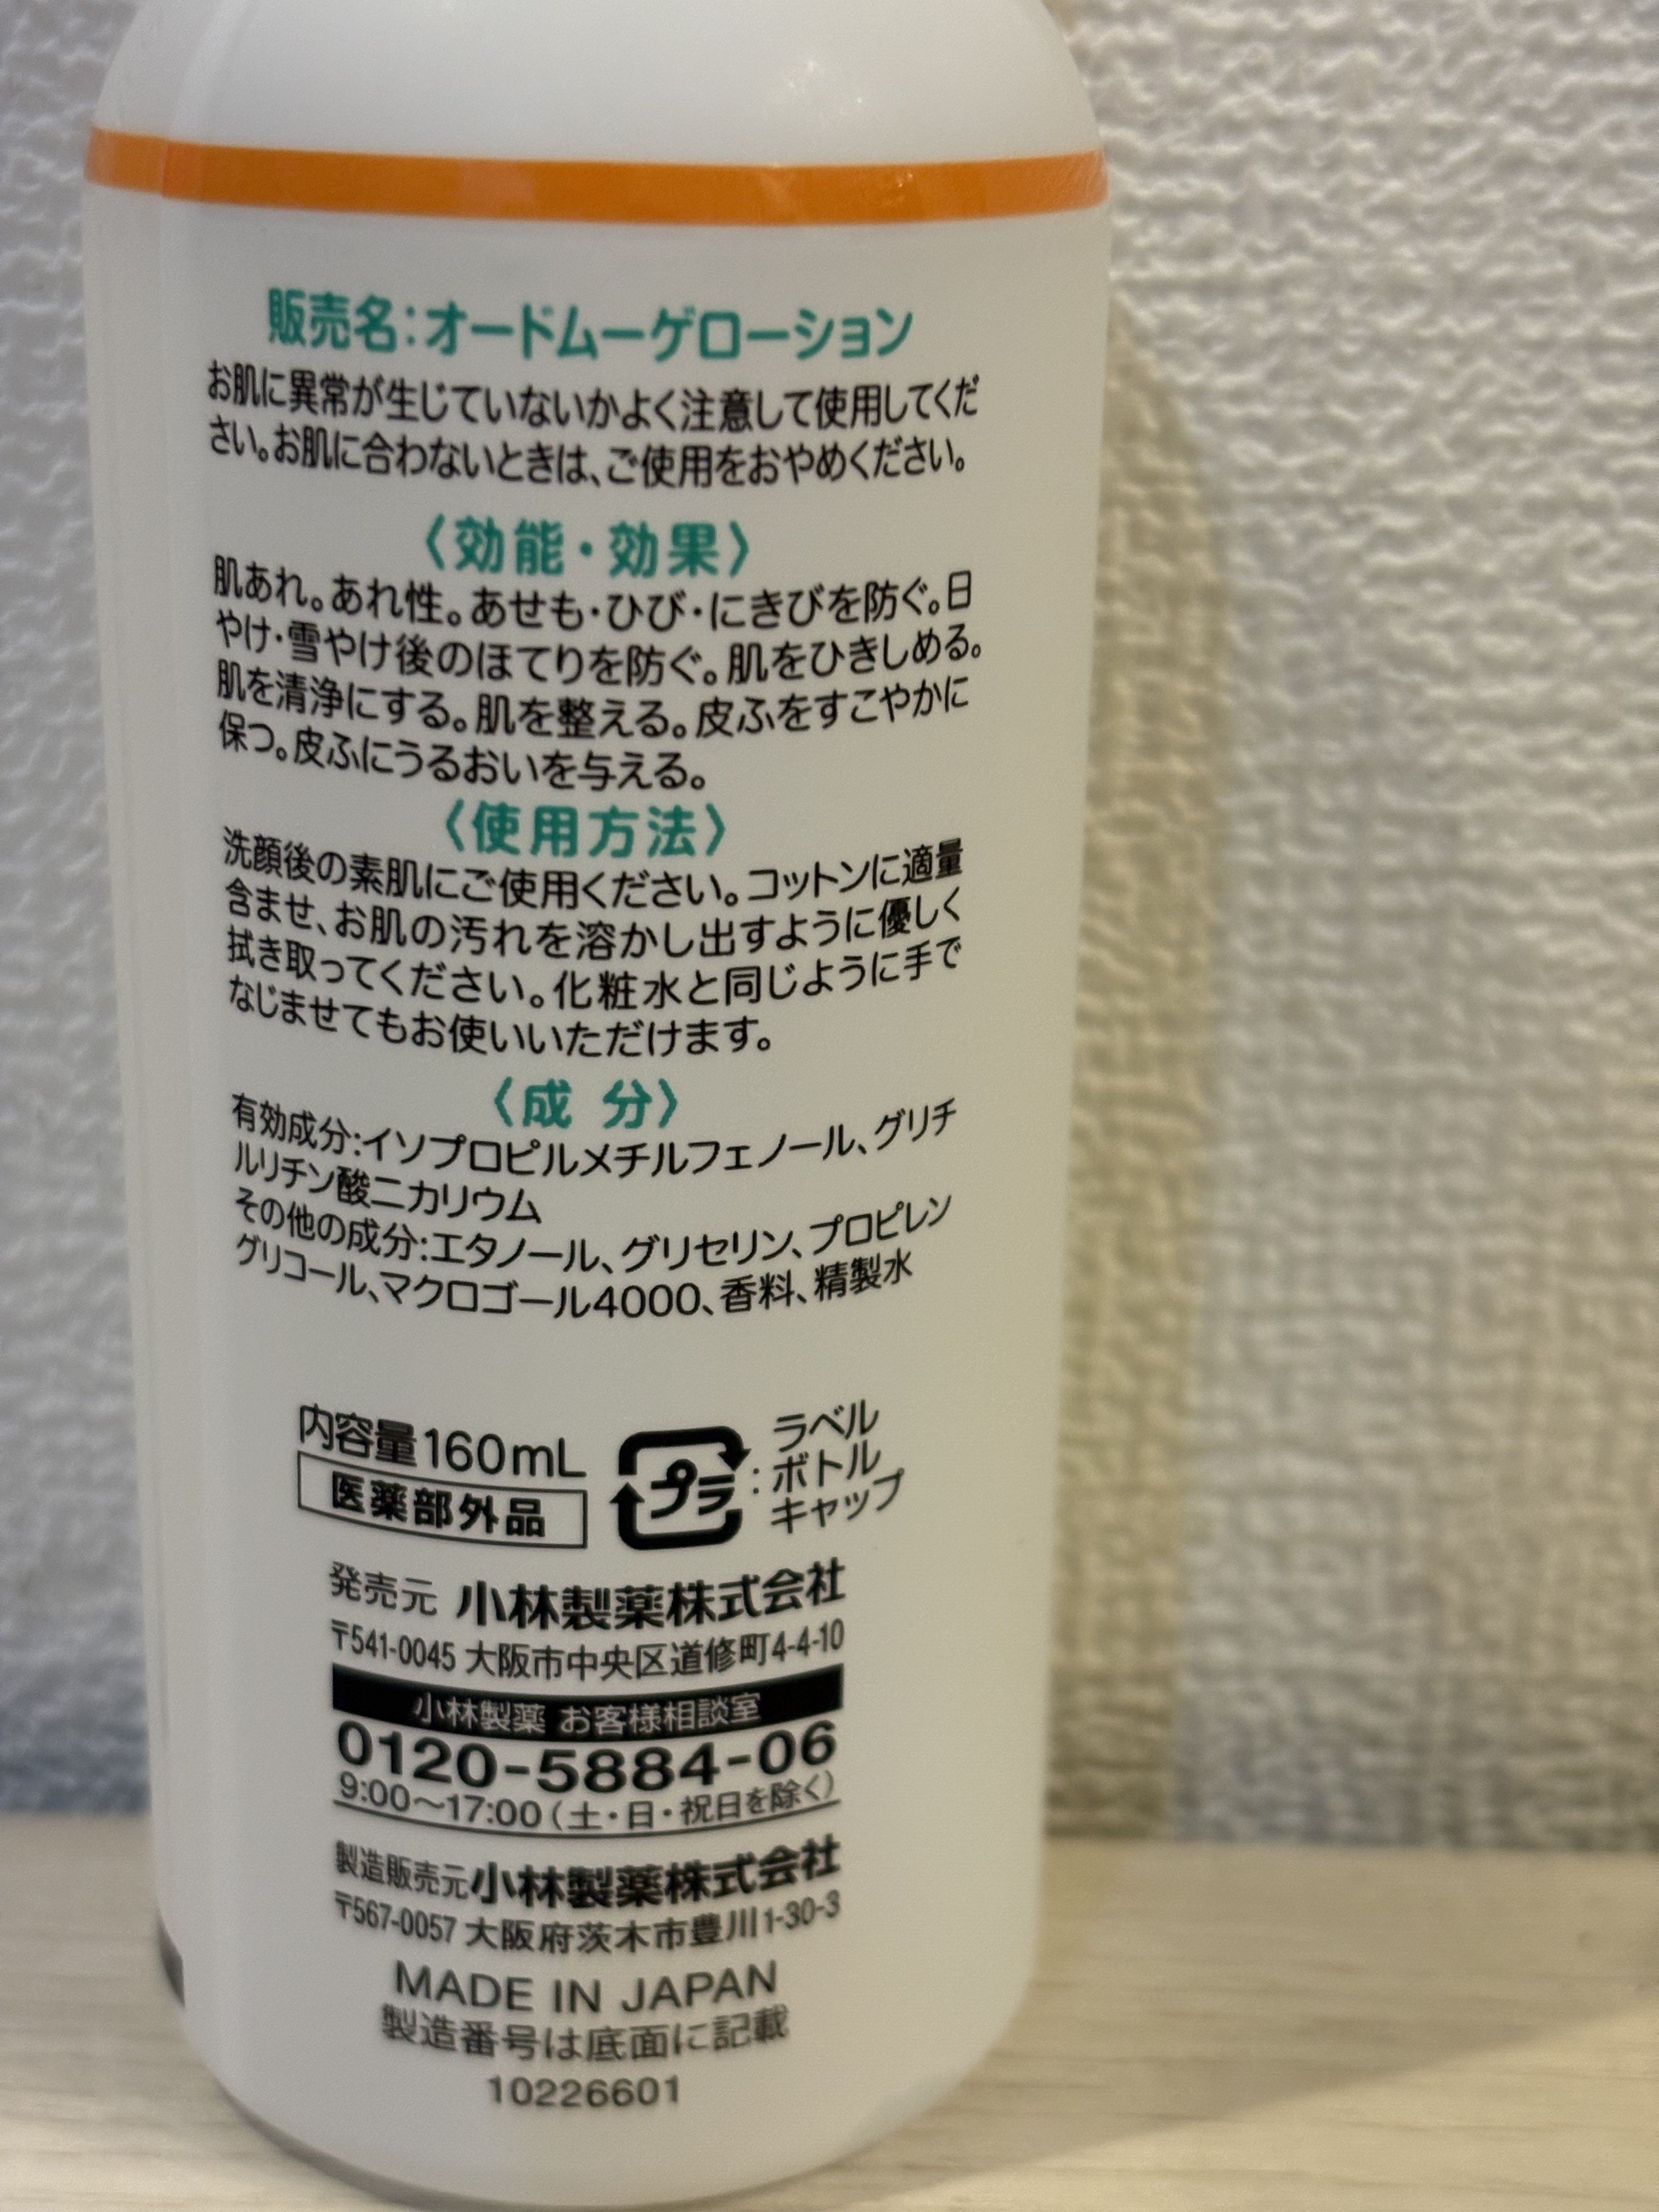 販売名：オードムーゲローション
お肌に異常が生じていないかよく注意して使用してくだ
さい。お肌に合わないときは、ご使用をおやめください。
〈効能・効果〉
肌あれ。あれ性。あせも・ひび・にきびを防ぐ。日
やけ・雪やけ後のほてりを防ぐ。肌をひきしめる。
肌を清浄にする。肌を整える。皮ふをすこやかに
保つ。皮ふにうるおいを与える。
〈使用方法〉
洗顔後の素肌にご使用ください。コットンに適量
含ませ、お肌の汚れを溶かし出すように優しく
拭き取ってください。化粧水と同じように手で
なじませてもお使いいただけます。
〈成 分〉
有効成分：イソプロピルメチルフェノール、グリチ
ルリチン酸ニカリウム
その他の成分：エタノール、グリセリン、プロピレン
グリコール、マクロゴール4000、香料、精製水
内容量160mL
医薬部外品
プラ：ラベル
ボトル
キャップ
発売元 小林製薬株式会社
〒541-0045 大阪市中央区道修町4-4-10
小林製薬 お客様相談室
0120-5884-06
9:00～17:00（土・日・祝日を除く）
製造販売元小林製薬株式会社
〒567-0057 大阪府茨木市豊川1-30-3
MADE IN JAPAN
製造番号は底面に記載
10226601